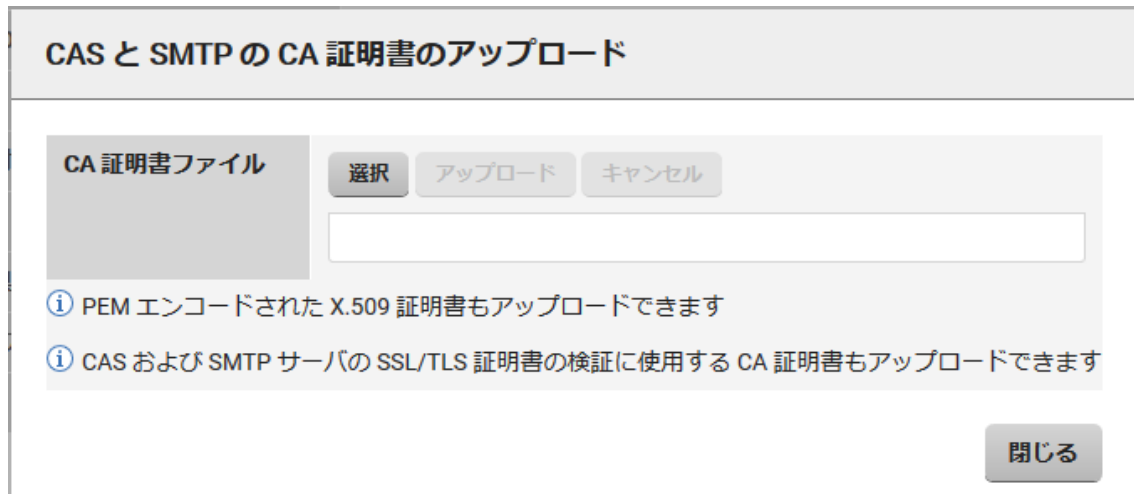 CAS と SMTP の CA 証明書のアップロード
CA 証明書ファイル
選択 アップロード キャンセル
PEM エンコードされた X.509 証明書もアップロードできます
CAS および SMTP サーバの SSL/TLS 証明書の検証に使用する CA 証明書もアップロードできます
閉じる